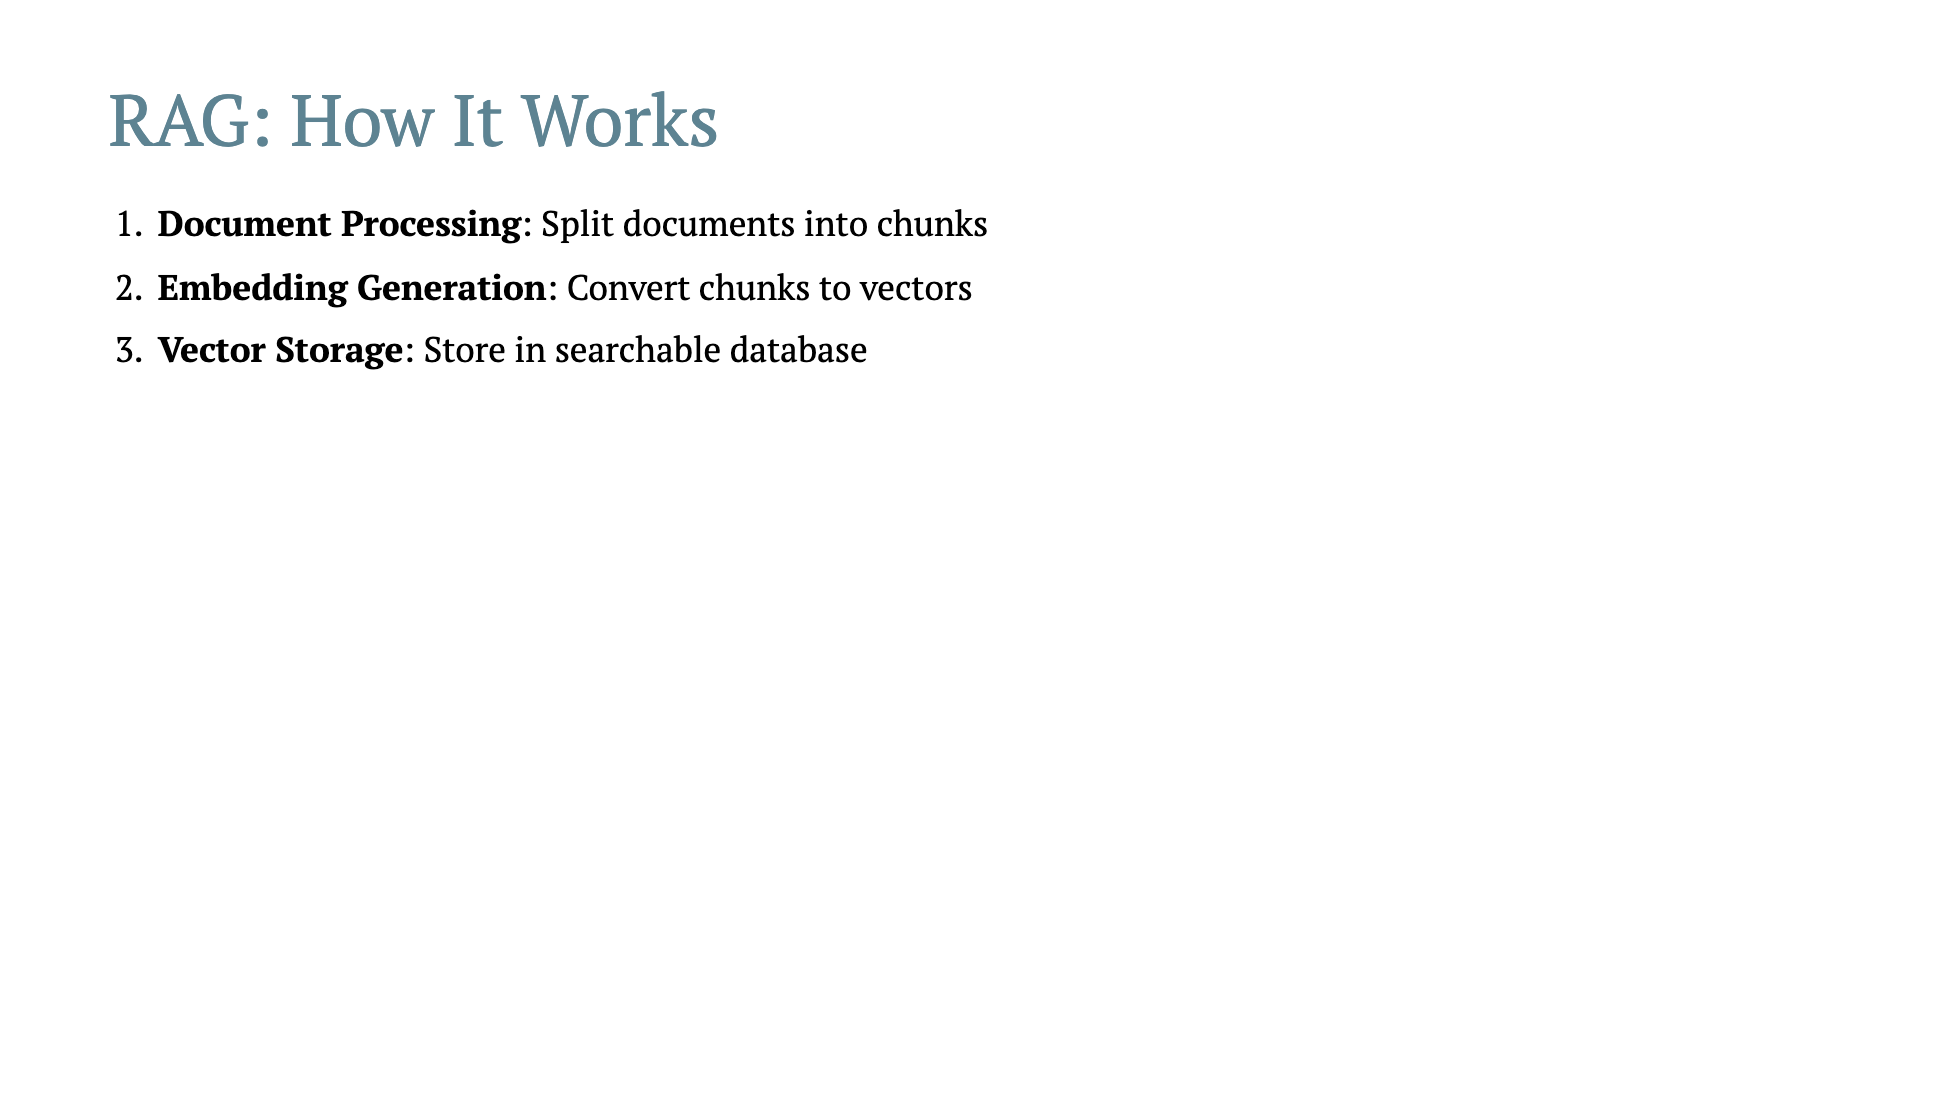 RAG: How It Works
1. Document Processing: Split documents into chunks
2. Embedding Generation: Convert chunks to vectors
3. Vector Storage: Store in searchable database